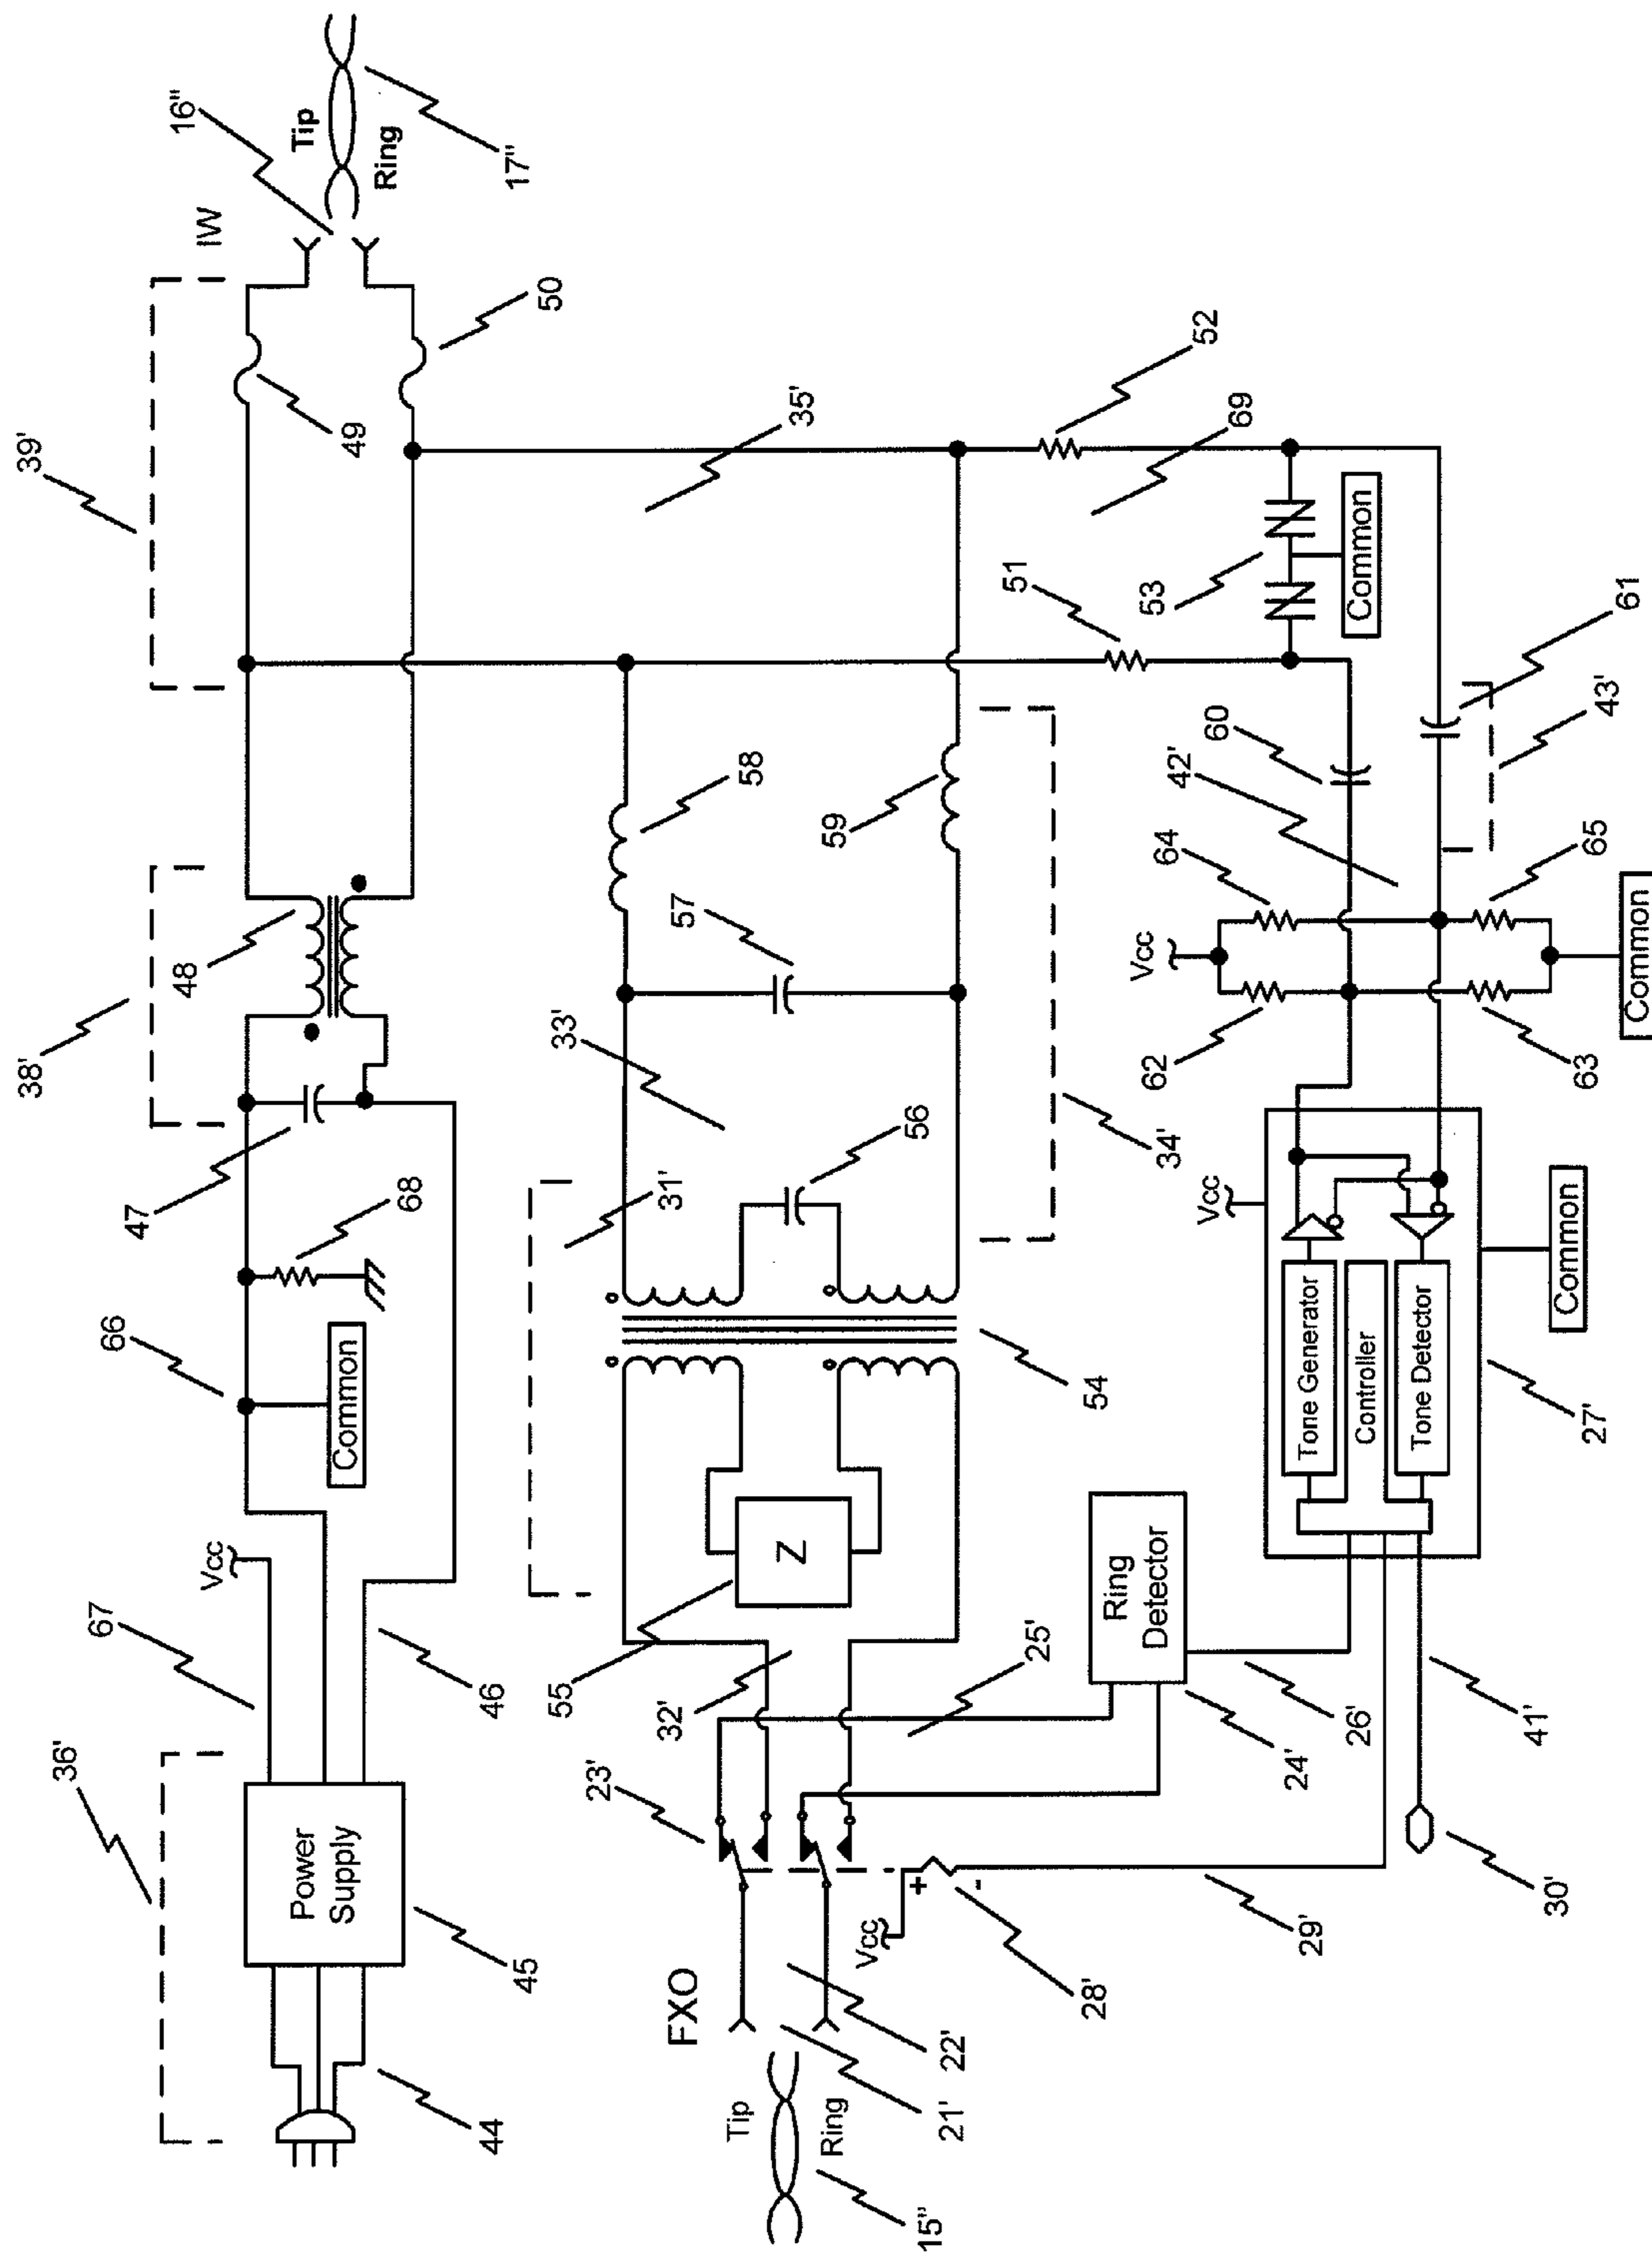 39'
16"
Tip
Ring
17"
IW
50
49
38'
48
47
68
66
Common
67
Vcc
46
36'
Power
Supply
45
44
35'
52
69
51
53
Common
58
59
57
33'
56
34'
31'
54
Z
55
32'
61
43'
60
42'
64
65
Vcc
62
63
Common
Vcc
Tone Generator
Controller
Tone Detector
Common
27'
Ring
Detector
25'
24'
26'
41'
30'
23'
29'
28'
Vcc
+
-
FXO
22'
21'
Tip
Ring
15"